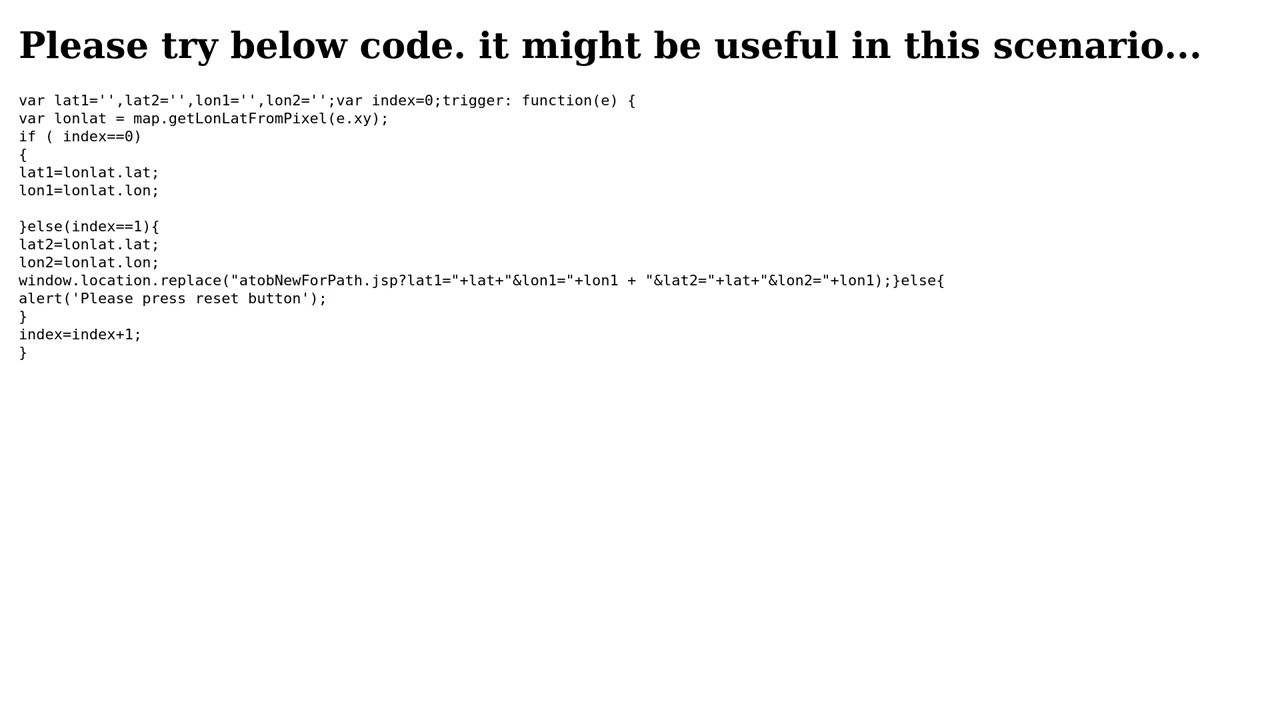 Please try below code. it might be useful in this scenario...
var lat1='',lat2='',lon1='',lon2='';var index=0;trigger: function(e) {
var lonlat = map.getLonLatFromPixel(e.xy);
if ( index==0)
{
lat1=lonlat.lat;
lon1=lonlat.lon;

}else(index==1){
lat2=lonlat.lat;
lon2=lonlat.lon;
window.location.replace("atobNewForPath.jsp?lat1="+lat+"&lon1="+lon1 + "&lat2="+lat+"&lon2="+lon1);}else{
alert('Please press reset button');
}
index=index+1;
}